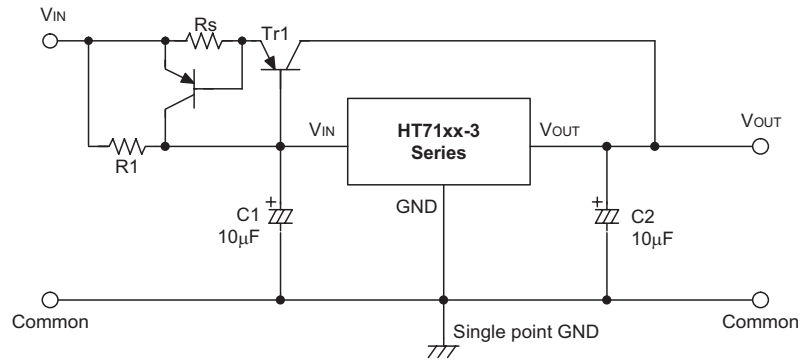 VIN
Rs
Tr1
R1
VIN
HT71xx-3
Series
VOUT
VOUT
GND
C1
10μF
C2
10μF
Common
Single point GND
Common